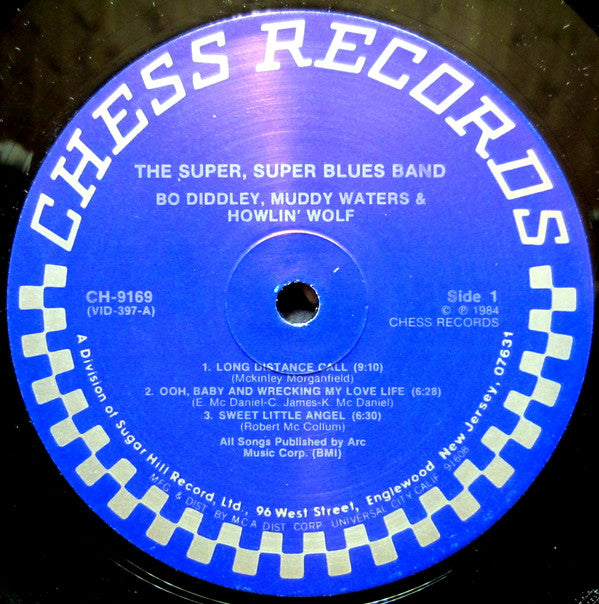 CHESS RECORDS
THE SUPER, SUPER BLUES BAND
BO DIDDLEY, MUDDY WATERS &
HOWLIN' WOLF
CH-9169
(VID-397-A)
Side 1
© ℗ 1984
CHESS RECORDS
1. LONG DISTANCE CALL (9:10)
(Mckinley Morganfield)
2. OOH, BABY AND WRECKING MY LOVE LIFE (6:28)
(E. Mc Daniel-C. James-K. Mc Daniel)
3. SWEET LITTLE ANGEL (6:30)
(Robert Mc Collum)
All Songs Published by Arc
Music Corp. (BMI)
A Division of Sugar Hill Record, Ltd., 96 West Street, Englewood New Jersey, 07631
MFG & DIST. BY MCA DIST. CORP. UNIVERSAL CITY CALIF 91608